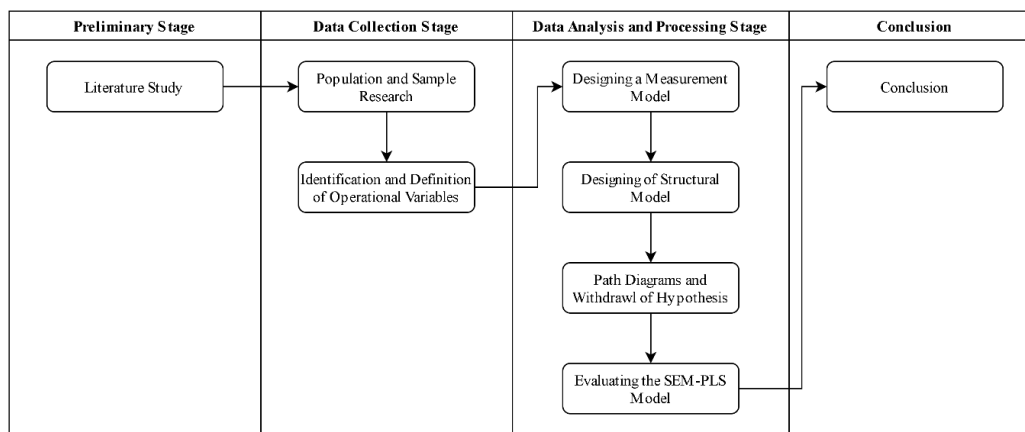 Preliminary Stage
Data Collection Stage
Data Analysis and Processing Stage
Conclusion
Literature Study
Population and Sample
Research
Identification and Definition
of Operational Variables
Designing a Measurement
Model
Designing of Structural
Model
Path Diagrams and
Withdrawl of Hypothesis
Evaluating the SEM-PLS
Model
Conclusion